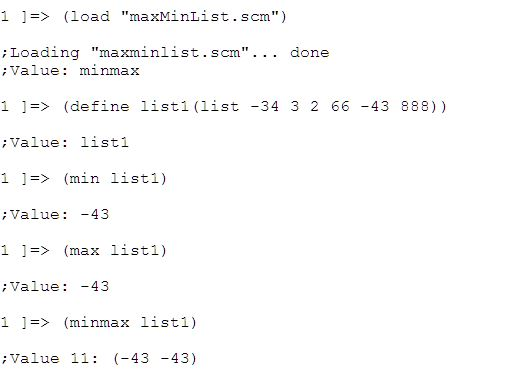 1 ]=> (load "maxMinList.scm")
;Loading "maxminlist.scm"... done
;Value: minmax
1 ]=> (define list1(list -34 3 2 66 -43 888))
;Value: list1
1 ]=> (min list1)
;Value: -43
1 ]=> (max list1)
;Value: -43
1 ]=> (minmax list1)
;Value 11: (-43 -43)